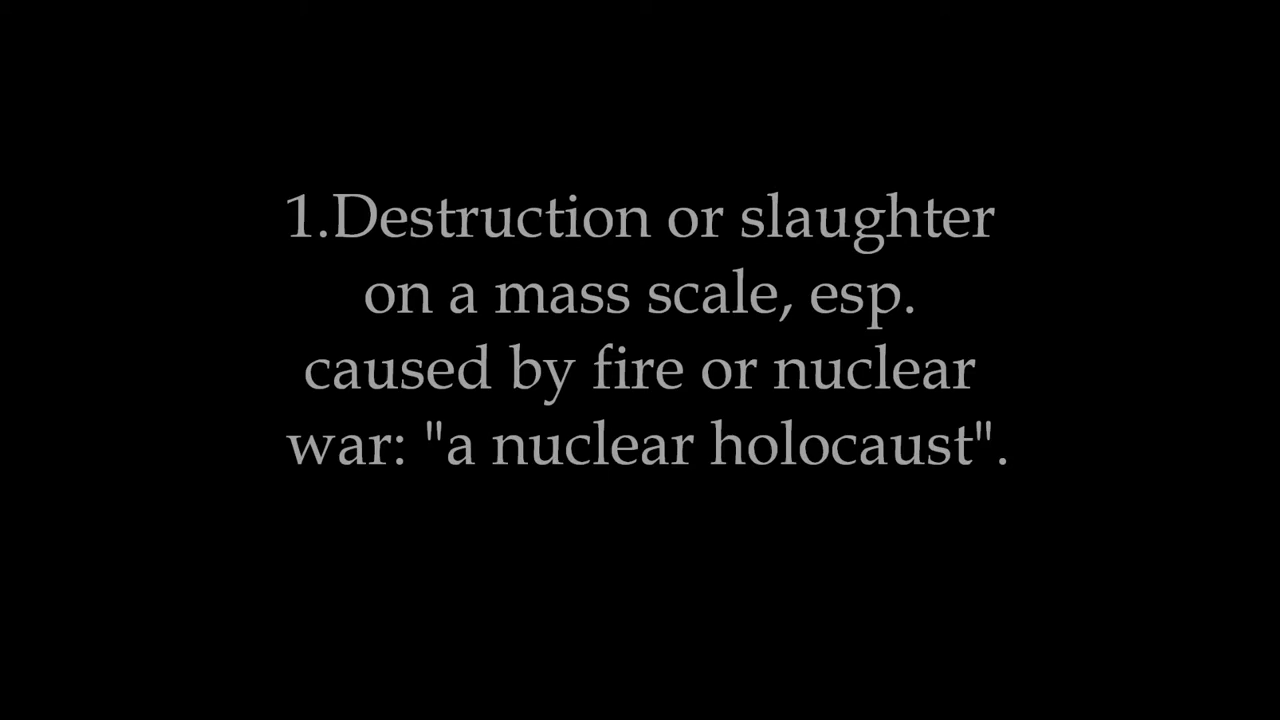 1.Destruction or slaughter
on a mass scale, esp.
caused by fire or nuclear
war: "a nuclear holocaust".